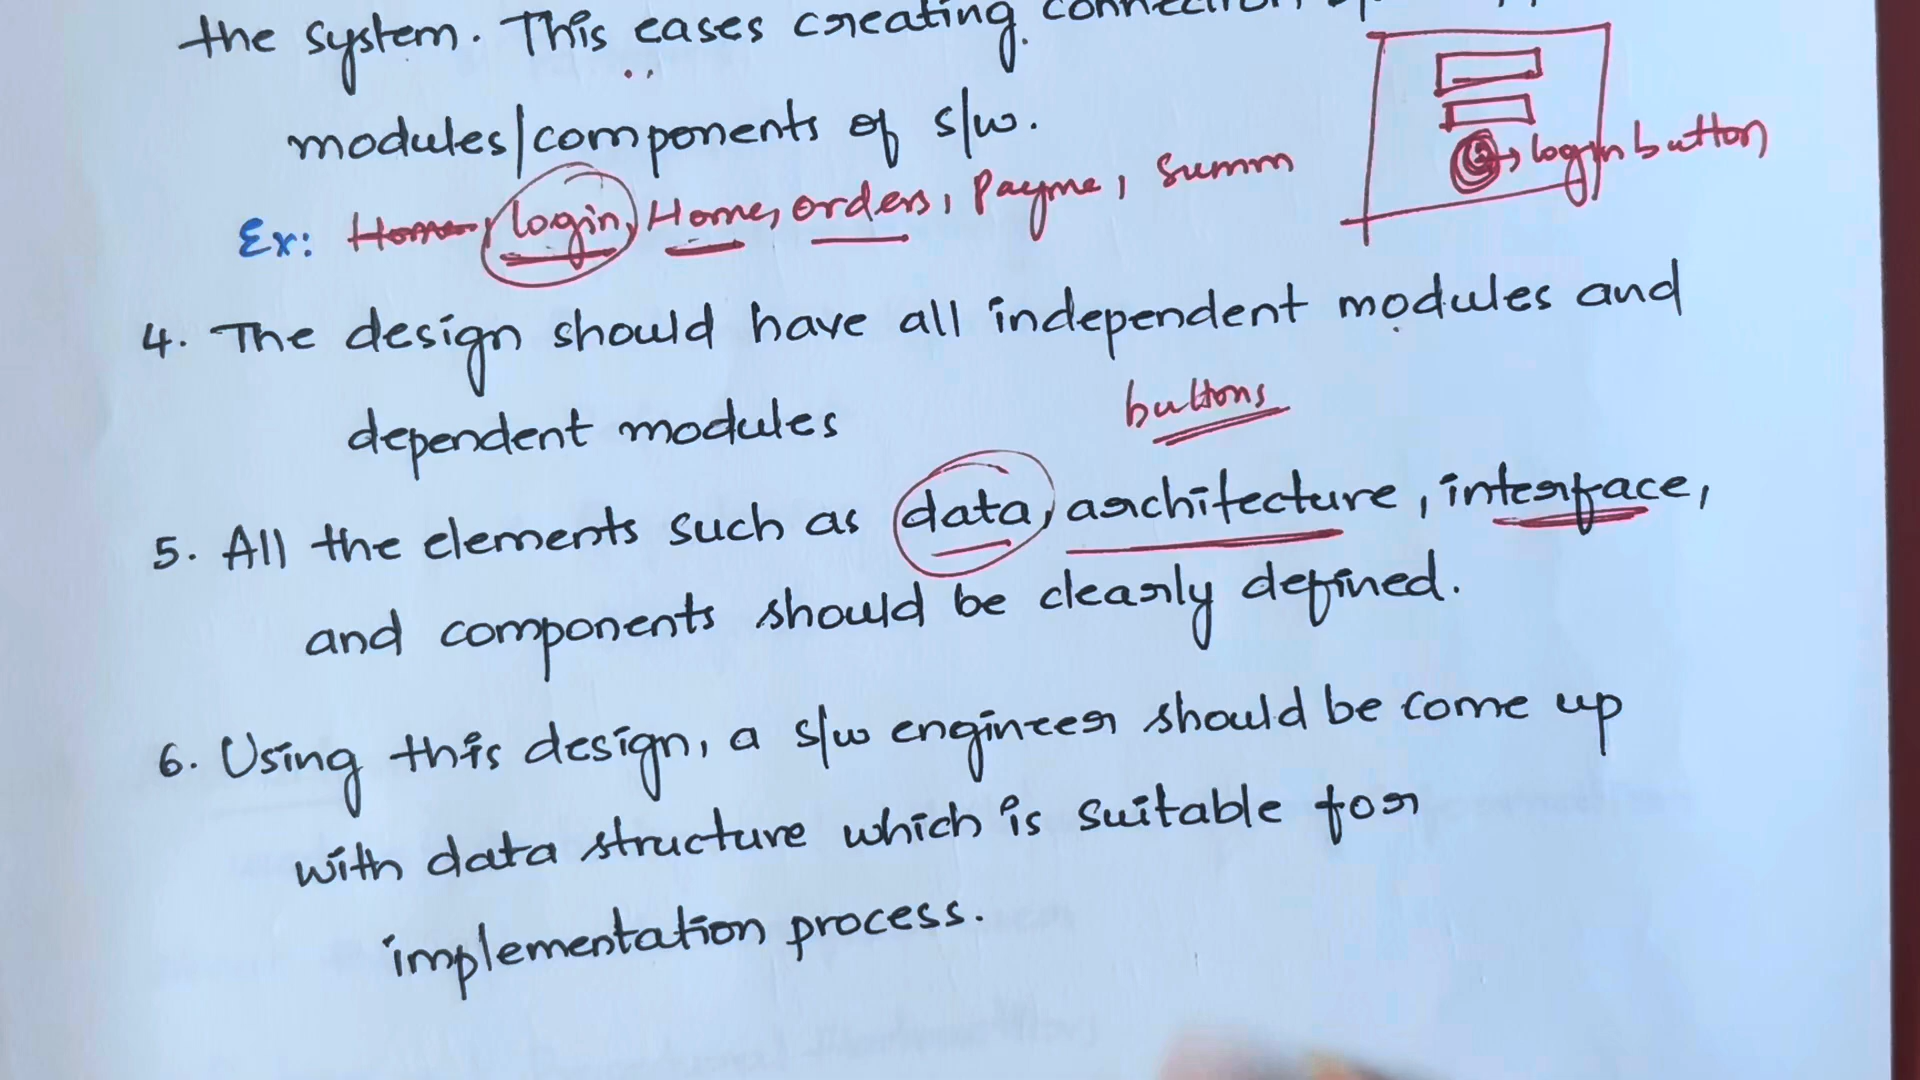 the system. This eases creating connection
modules/components of s/w.
Ex: Home, login, Home, orders, Payme, Summ
login button
4. The design should have all independent modules and
dependent modules
buttons
5. All the elements such as data, architecture, interface,
and components should be clearly defined.
6. Using this design, a s/w engineer should be come up
with data structure which is suitable for
implementation process.